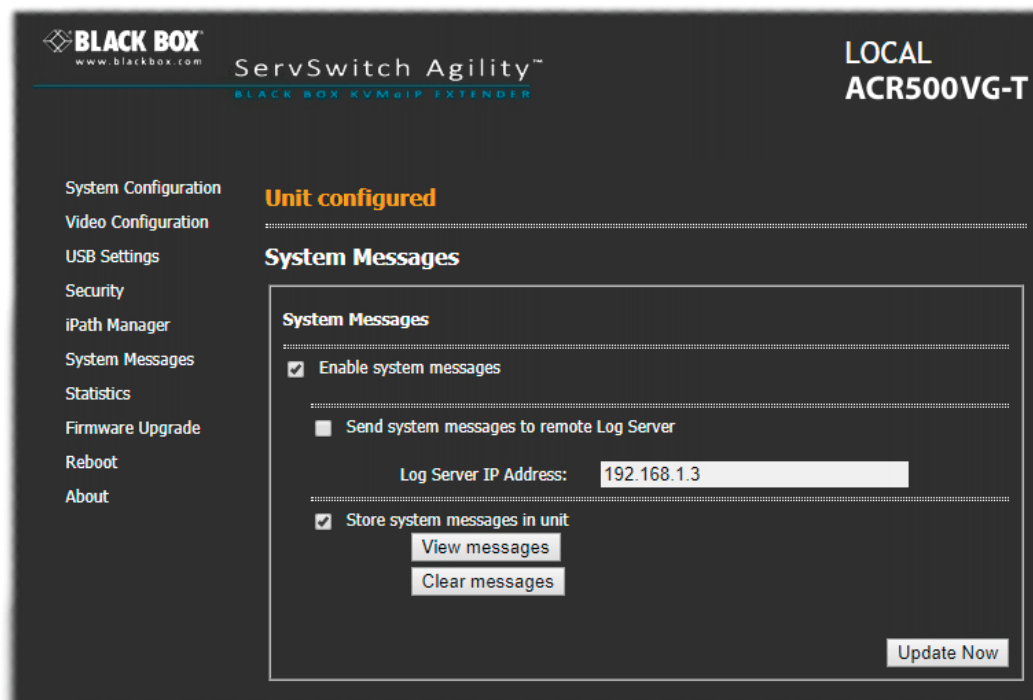 BLACK BOX
www.blackbox.com
ServSwitch Agility™
BLACK BOX KVMoIP EXTENDER
LOCAL
ACR500VG-T
System Configuration
Video Configuration
USB Settings
Security
iPath Manager
System Messages
Statistics
Firmware Upgrade
Reboot
About
Unit configured
System Messages
System Messages
Enable system messages
Send system messages to remote Log Server
Log Server IP Address: 192.168.1.3
Store system messages in unit
View messages
Clear messages
Update Now